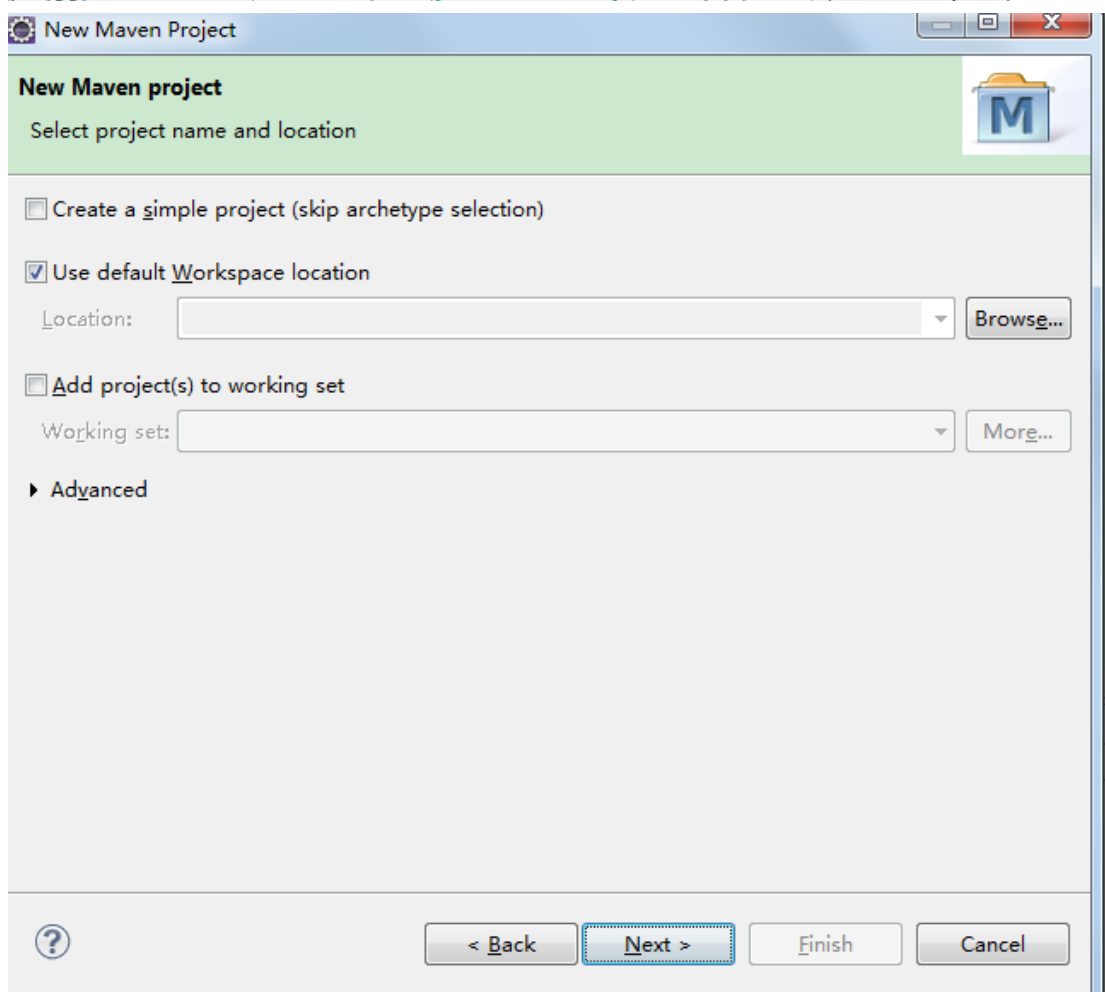 New Maven Project
New Maven project
M
Select project name and location
Create a simple project (skip archetype selection)
Use default Workspace location
Location:
Browse...
Add project(s) to working set
Working set:
More...
Advanced
?
< Back
Next >
Finish
Cancel